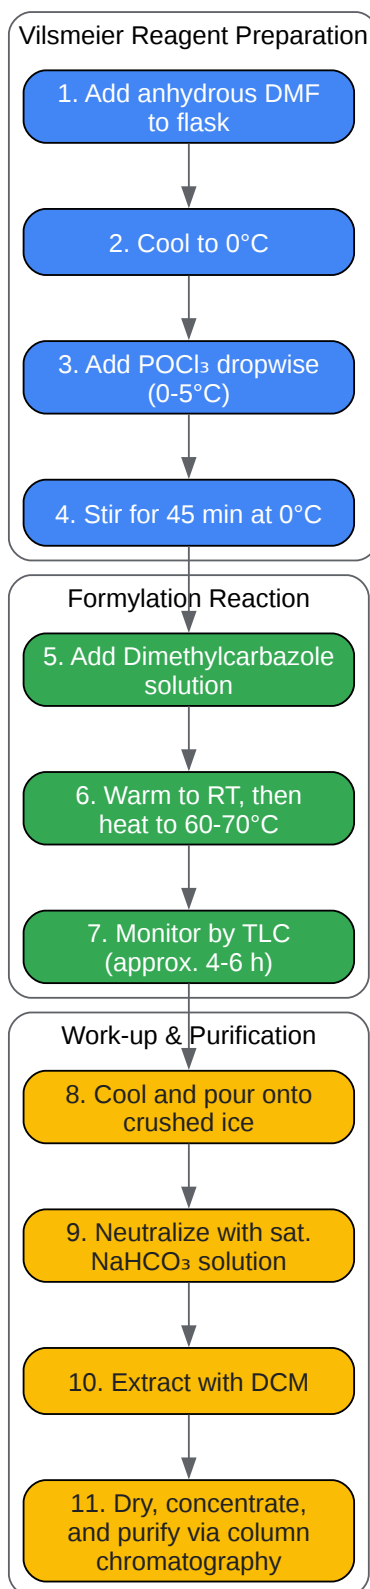 Vilsmeier Reagent Preparation
1. Add anhydrous DMF
to flask
2. Cool to 0°C
3. Add POCl₃ dropwise
(0-5°C)
4. Stir for 45 min at 0°C
Formylation Reaction
5. Add Dimethylcarbazole
solution
6. Warm to RT, then
heat to 60-70°C
7. Monitor by TLC
(approx. 4-6 h)
Work-up & Purification
8. Cool and pour onto
crushed ice
9. Neutralize with sat.
NaHCO₃ solution
10. Extract with DCM
11. Dry, concentrate,
and purify via column
chromatography